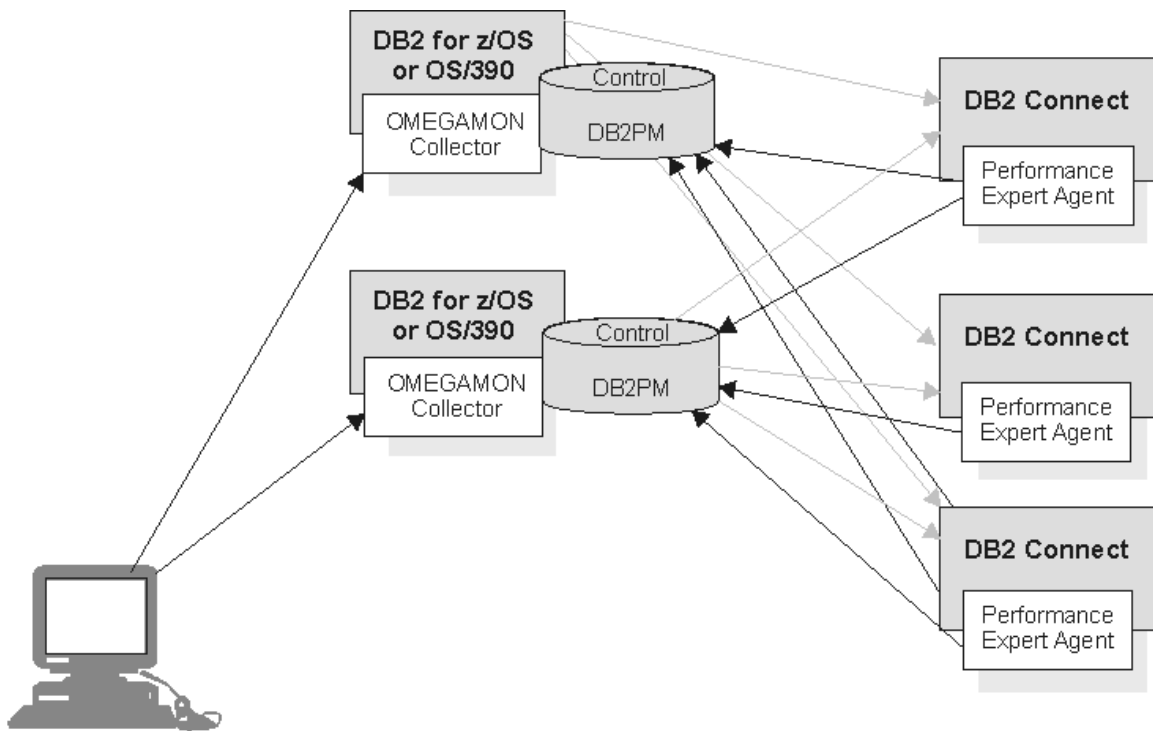 DB2 for z/OS
or OS/390
OMEGAMON
Collector
Control
DB2PM
DB2 Connect
Performance
Expert Agent
DB2 for z/OS
or OS/390
OMEGAMON
Collector
Control
DB2PM
DB2 Connect
Performance
Expert Agent
DB2 Connect
Performance
Expert Agent